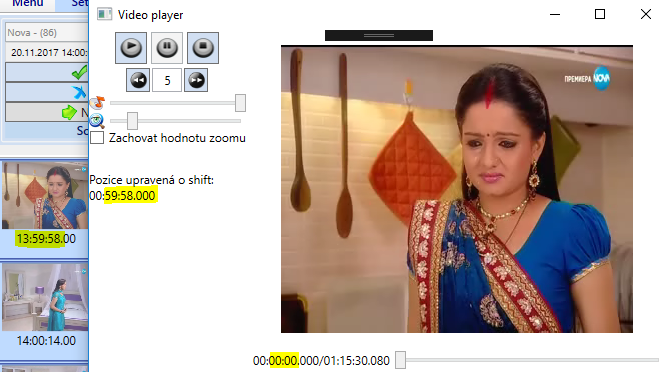 Menu
Set
Nova - (86)
20.11.2017 14:00:
N
So
13:59:58.00
14:00:14.00
Video player
5
Zachovat hodnotu zoomu
Pozice upravená o shift:
00:59:58.000
ПРЕМИЕРА NOVA
00:00:00.000/01:15:30.080